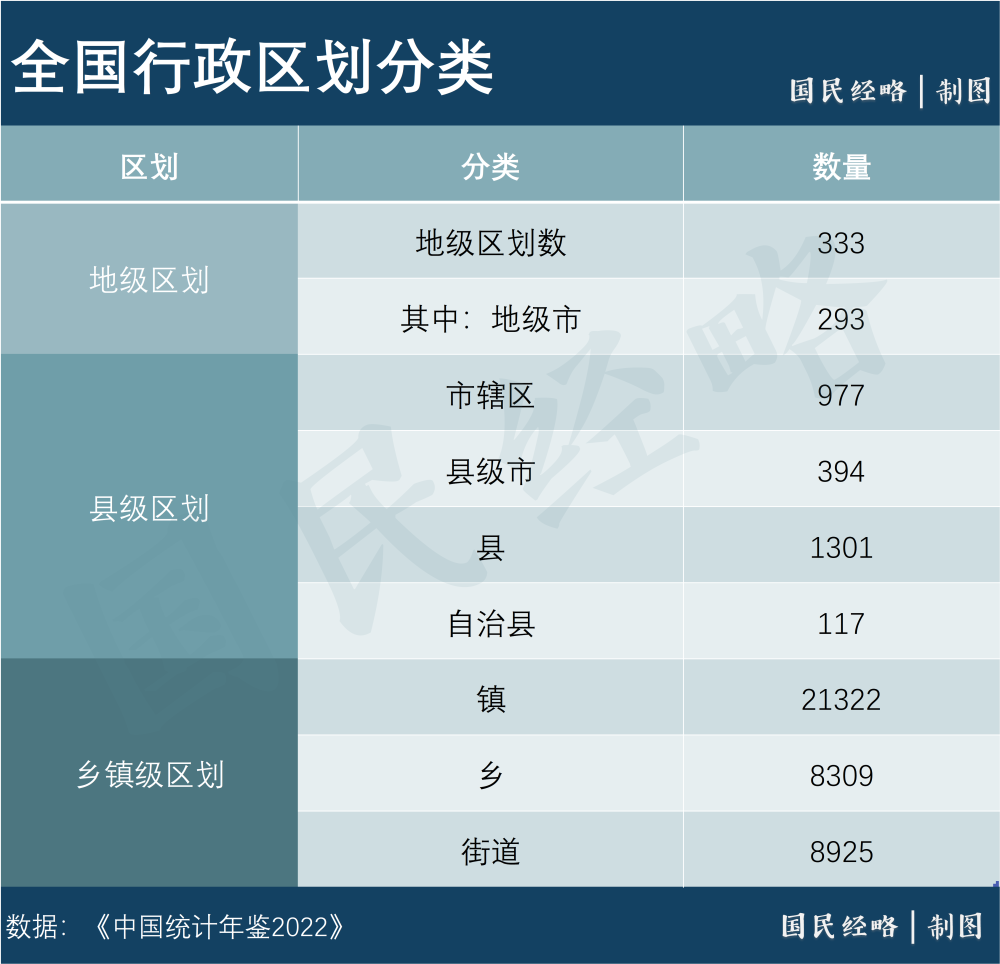 全国行政区划分类
国民经略|制图
区划 分类 数量
地级区划
地级区划数 333
其中：地级市 293
县级区划
市辖区 977
县级市 394
县 1301
自治县 117
乡镇级区划
镇 21322
乡 8309
街道 8925
国民经略
数据：《中国统计年鉴2022》
国民经略|制图